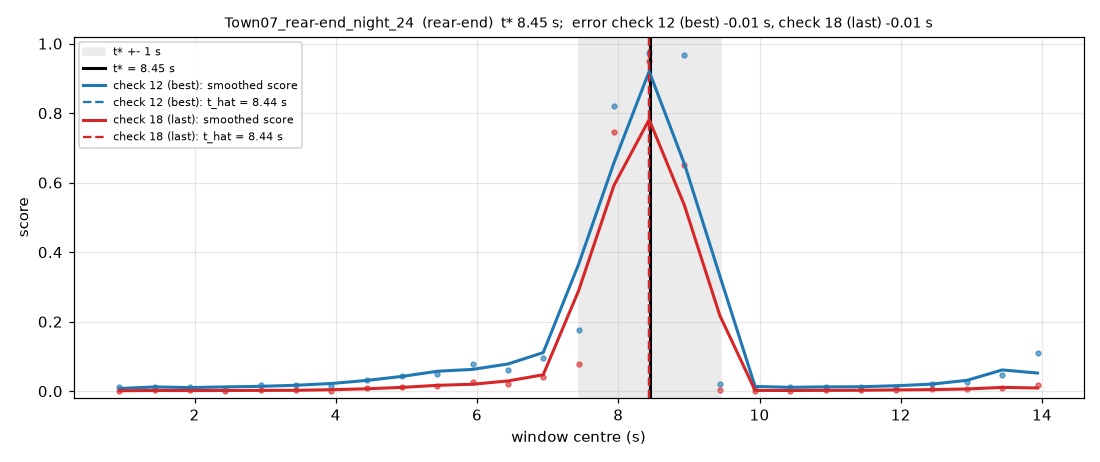 Town07_rear-end_night_24  (rear-end)  t* 8.45 s;  error check 12 (best) -0.01 s, check 18 (last) -0.01 s
t* +- 1 s
t* = 8.45 s
check 12 (best): smoothed score
check 12 (best): t_hat = 8.44 s
check 18 (last): smoothed score
check 18 (last): t_hat = 8.44 s
1.0
0.8
0.6
0.4
0.2
0.0
score
2 4 6 8 10 12 14
window centre (s)